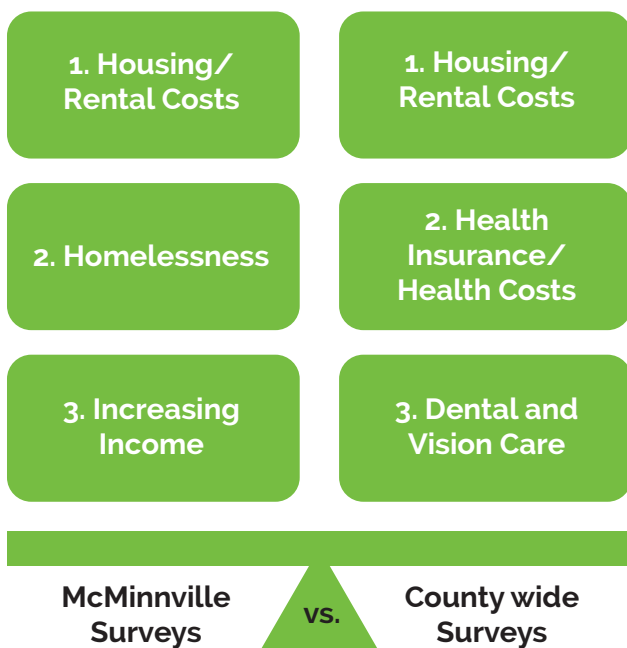 1. Housing/
Rental Costs
1. Housing/
Rental Costs
2. Homelessness
2. Health
Insurance/
Health Costs
3. Increasing
Income
3. Dental and
Vision Care
McMinnville
Surveys
vs.
County wide
Surveys